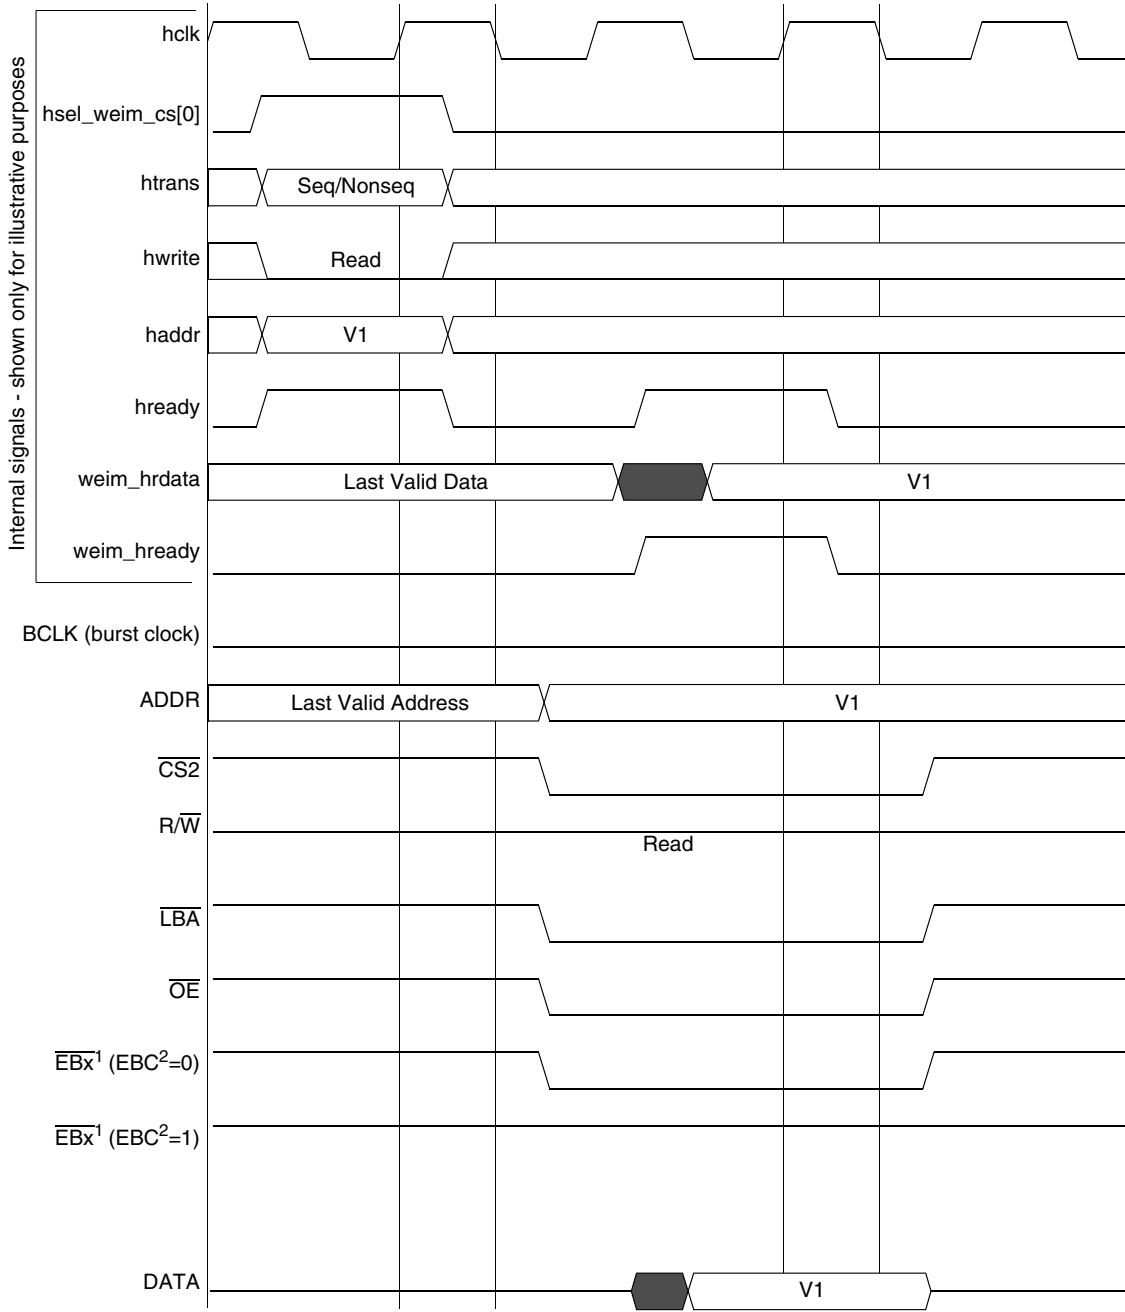 Internal signals - shown only for illustrative purposes
hclk
hsel_weim_cs[0]
htrans
Seq/Nonseq
hwrite
Read
haddr
V1
hready
weim_hrdata
Last Valid Data
V1
weim_hready
BCLK (burst clock)
ADDR
Last Valid Address
V1
CS2
R/W
Read
LBA
OE
EBx1 (EBC2=0)
EBx1 (EBC2=1)
DATA
V1